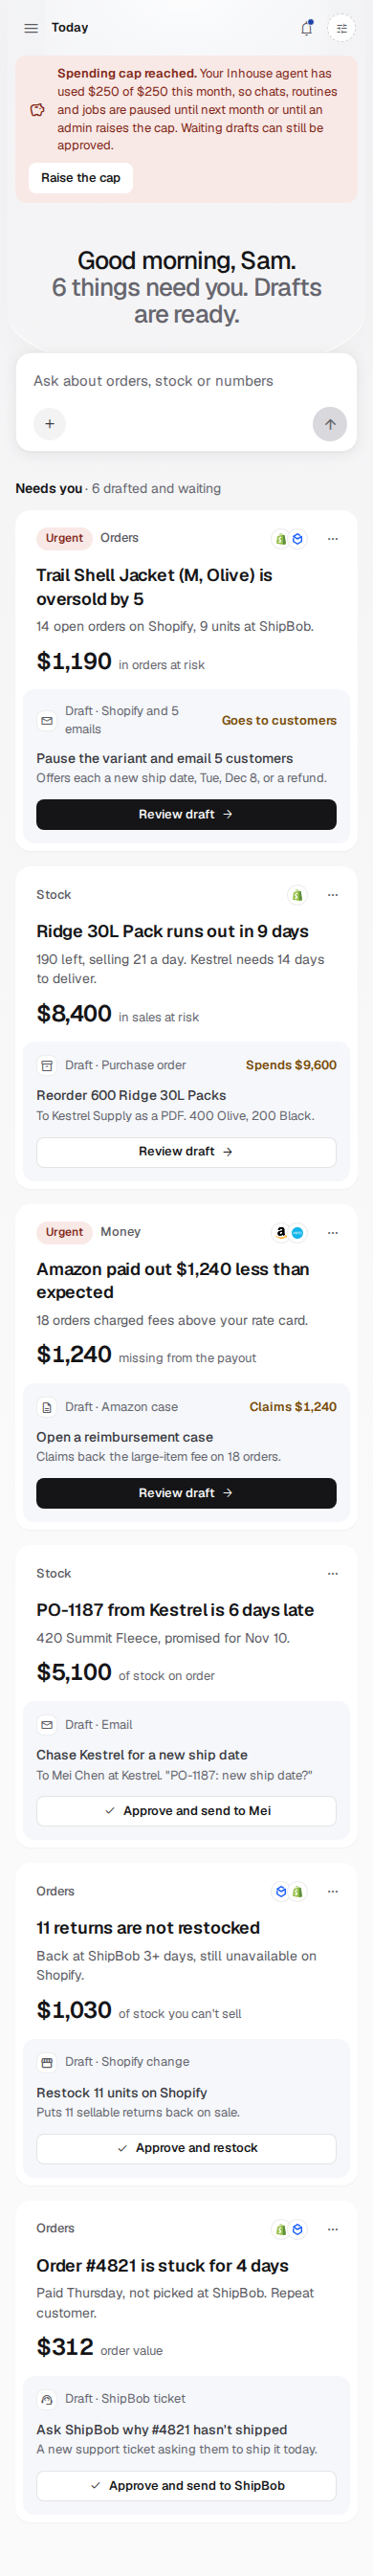 Today
Spending cap reached. Your Inhouse agent has
used $250 of $250 this month, so chats, routines
and jobs are paused until next month or until an
admin raises the cap. Waiting drafts can still be
approved.
Raise the cap
Good morning, Sam.
6 things need you. Drafts
are ready.
Ask about orders, stock or numbers
Needs you · 6 drafted and waiting
Urgent Orders
Trail Shell Jacket (M, Olive) is
oversold by 5
14 open orders on Shopify, 9 units at ShipBob.
$1,190 in orders at risk
Draft · Shopify and 5
emails
Goes to customers
Pause the variant and email 5 customers
Offers each a new ship date, Tue, Dec 8, or a refund.
Review draft →
Stock
Ridge 30L Pack runs out in 9 days
190 left, selling 21 a day. Kestrel needs 14 days
to deliver.
$8,400 in sales at risk
Draft · Purchase order Spends $9,600
Reorder 600 Ridge 30L Packs
To Kestrel Supply as a PDF. 400 Olive, 200 Black.
Review draft →
Urgent Money
Amazon paid out $1,240 less than
expected
18 orders charged fees above your rate card.
$1,240 missing from the payout
Draft · Amazon case Claims $1,240
Open a reimbursement case
Claims back the large-item fee on 18 orders.
Review draft →
Stock
PO-1187 from Kestrel is 6 days late
420 Summit Fleece, promised for Nov 10.
$5,100 of stock on order
Draft · Email
Chase Kestrel for a new ship date
To Mei Chen at Kestrel. "PO-1187: new ship date?"
Approve and send to Mei
Orders
11 returns are not restocked
Back at ShipBob 3+ days, still unavailable on
Shopify.
$1,030 of stock you can't sell
Draft · Shopify change
Restock 11 units on Shopify
Puts 11 sellable returns back on sale.
Approve and restock
Orders
Order #4821 is stuck for 4 days
Paid Thursday, not picked at ShipBob. Repeat
customer.
$312 order value
Draft · ShipBob ticket
Ask ShipBob why #4821 hasn't shipped
A new support ticket asking them to ship it today.
Approve and send to ShipBob